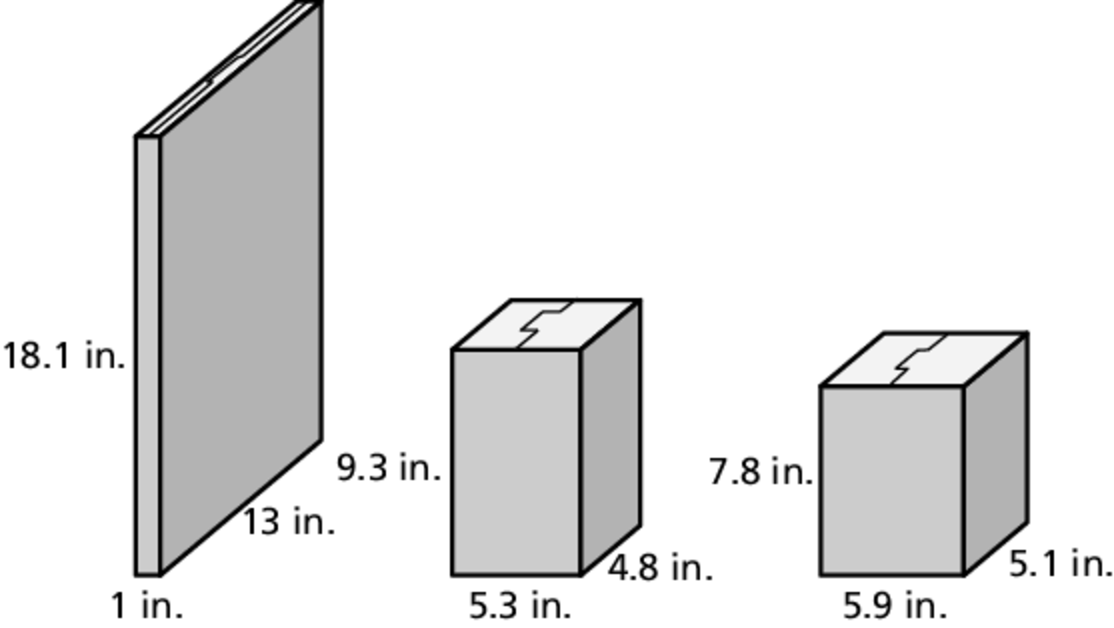 18.1 in.
13 in.
1 in.
9.3 in.
4.8 in.
5.3 in.
7.8 in.
5.1 in.
5.9 in.